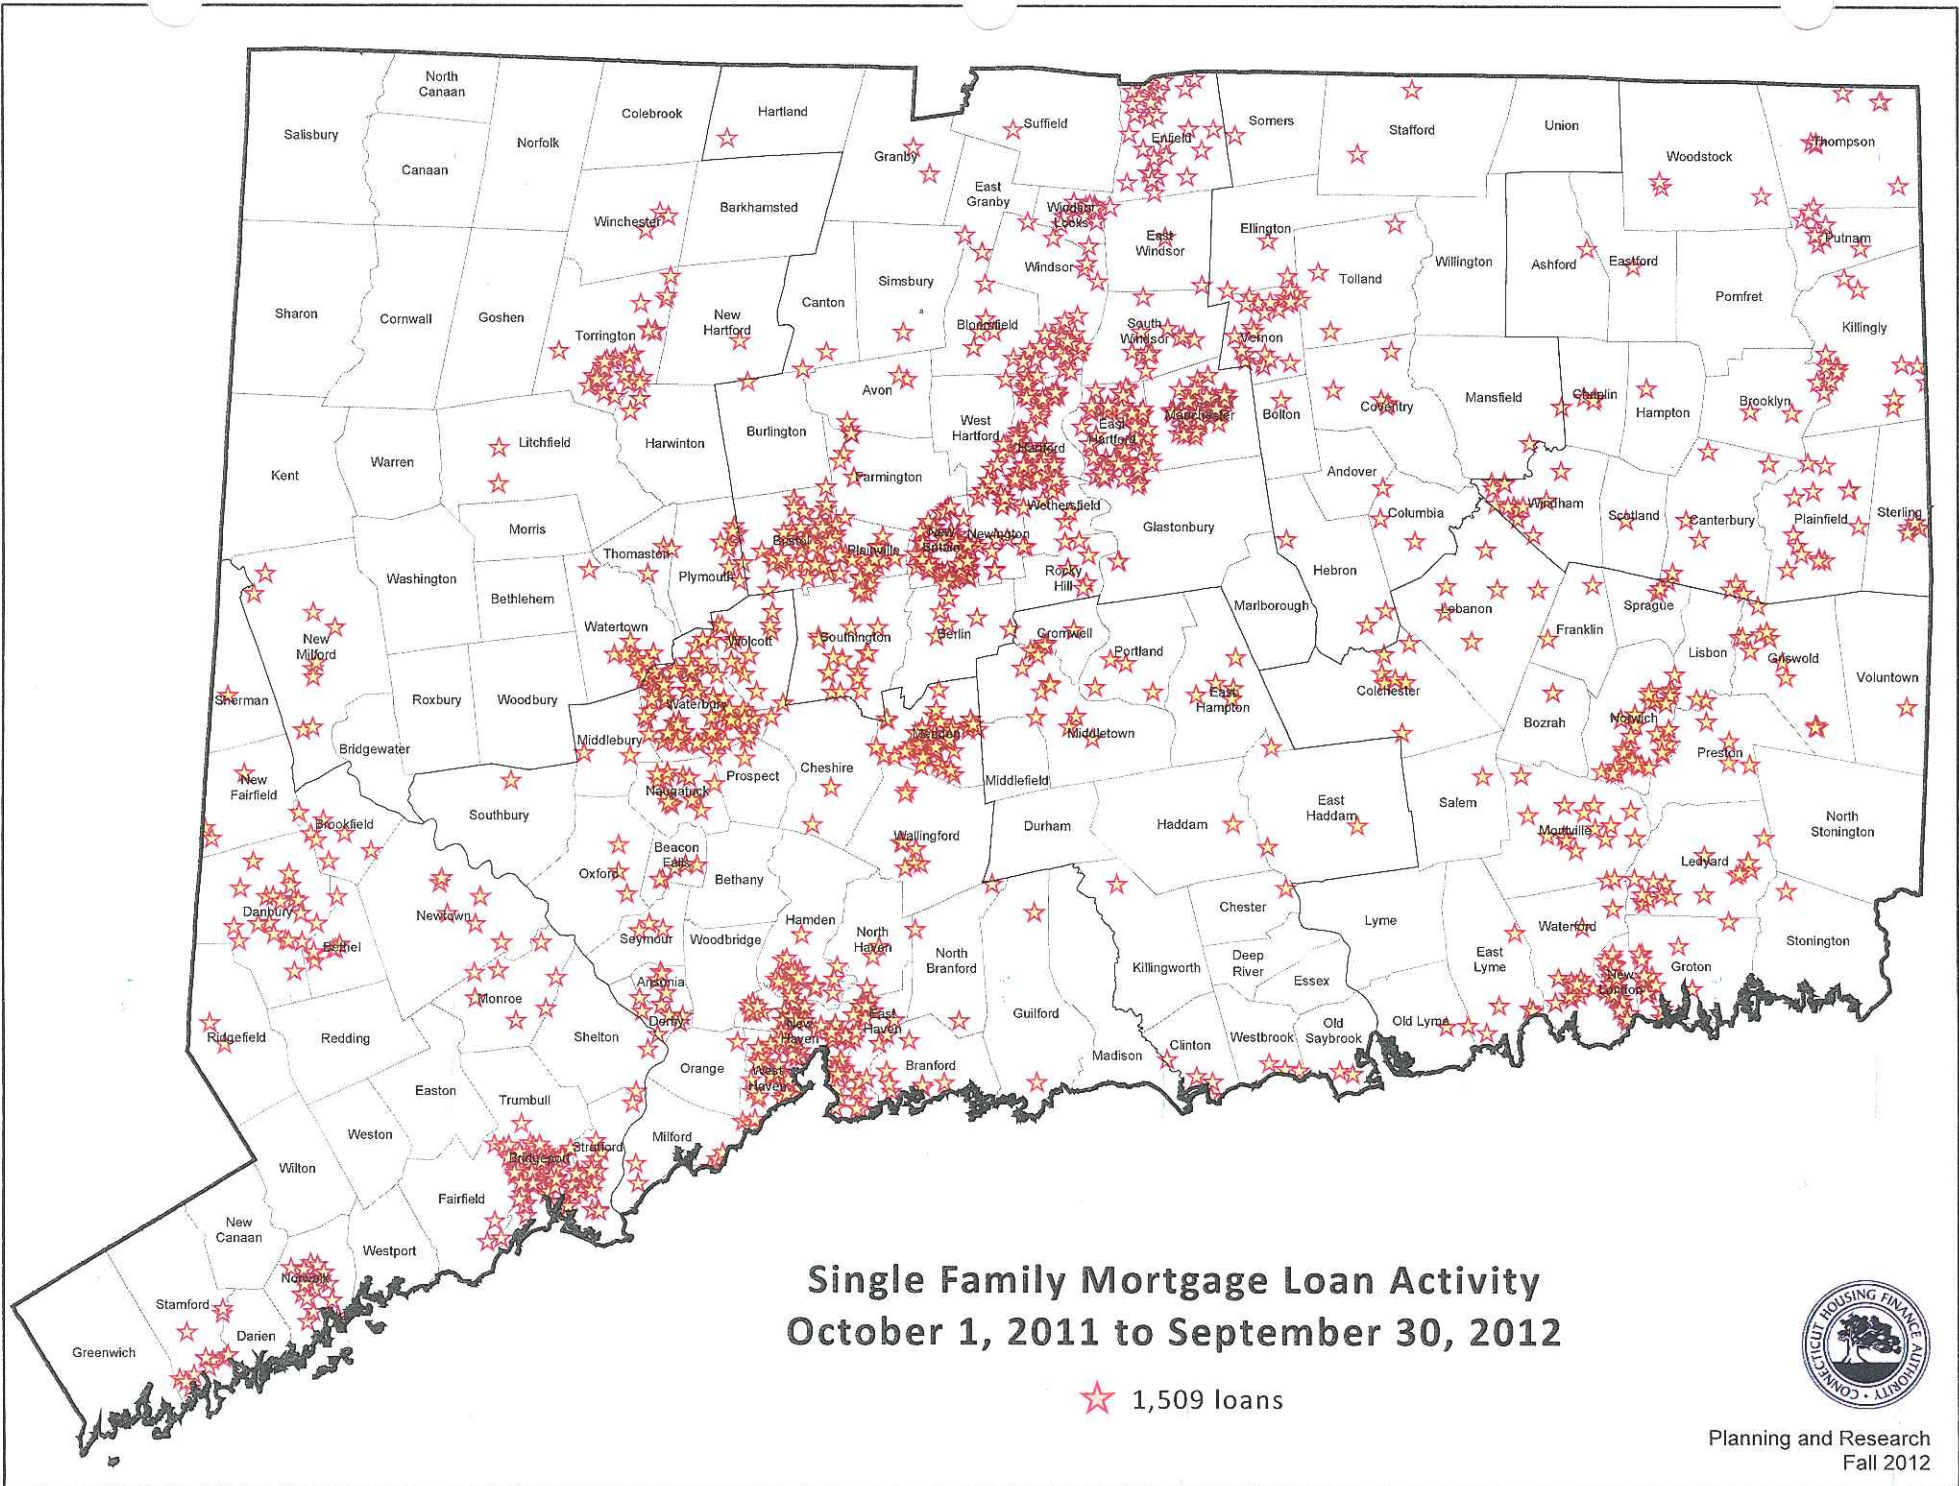 North
Canaan
Colebrook
Hartland
Salisbury
Canaan
Norfolk
Granby
Suffield
Enfield
Somers
Stafford
Union
Woodstock
Thompson
Winchester
Barkhamsted
East
Granby
Windsor
Locks
East
Windsor
Ellington
Tolland
Willington
Ashford
Eastford
Pomfret
Putnam
Killingly
Sharon
Cornwall
Goshen
Torrington
New
Hartford
Canton
Simsbury
Windsor
Bloomfield
South
Windsor
Vernon
Avon
West
Hartford
Hartford
East
Hartford
Manchester
Bolton
Coventry
Mansfield
Chaplin
Hampton
Brooklyn
Kent
Warren
Litchfield
Harwinton
Burlington
Farmington
Wethersfield
Glastonbury
Andover
Columbia
Windham
Scotland
Canterbury
Plainfield
Sterling
Morris
Thomaston
Plymouth
Bristol
Plainville
New
Britain
Newington
Rocky
Hill
Hebron
Washington
Bethlehem
Watertown
Wolcott
Southington
Berlin
Cromwell
Portland
Marlborough
Lebanon
Franklin
Sprague
Lisbon
Griswold
Voluntown
New
Milford
Sherman
Roxbury
Woodbury
Waterbury
Middlebury
Bridgewater
Meriden
Middletown
East
Hampton
Colchester
Bozrah
Norwich
Preston
New
Fairfield
Brookfield
Southbury
Naugatuck
Prospect
Cheshire
Middlefield
Wallingford
Durham
Haddam
East
Haddam
Salem
Montville
Ledyard
North
Stonington
Danbury
Bethel
Newtown
Oxford
Beacon
Falls
Bethany
Seymour
Woodbridge
Hamden
North
Haven
North
Branford
Killingworth
Chester
Deep
River
Essex
Lyme
East
Lyme
Waterford
New
London
Groton
Stonington
Ridgefield
Redding
Monroe
Shelton
Ansonia
Derby
New
Haven
East
Haven
Guilford
Madison
Clinton
Westbrook
Old
Saybrook
Old Lyme
Easton
Trumbull
Orange
West
Haven
Branford
Weston
Wilton
Bridgeport
Stratford
Milford
Fairfield
New
Canaan
Westport
Norwalk
Stamford
Darien
Greenwich
Single Family Mortgage Loan Activity
October 1, 2011 to September 30, 2012
1,509 loans
CONNECTICUT HOUSING FINANCE AUTHORITY
Planning and Research
Fall 2012